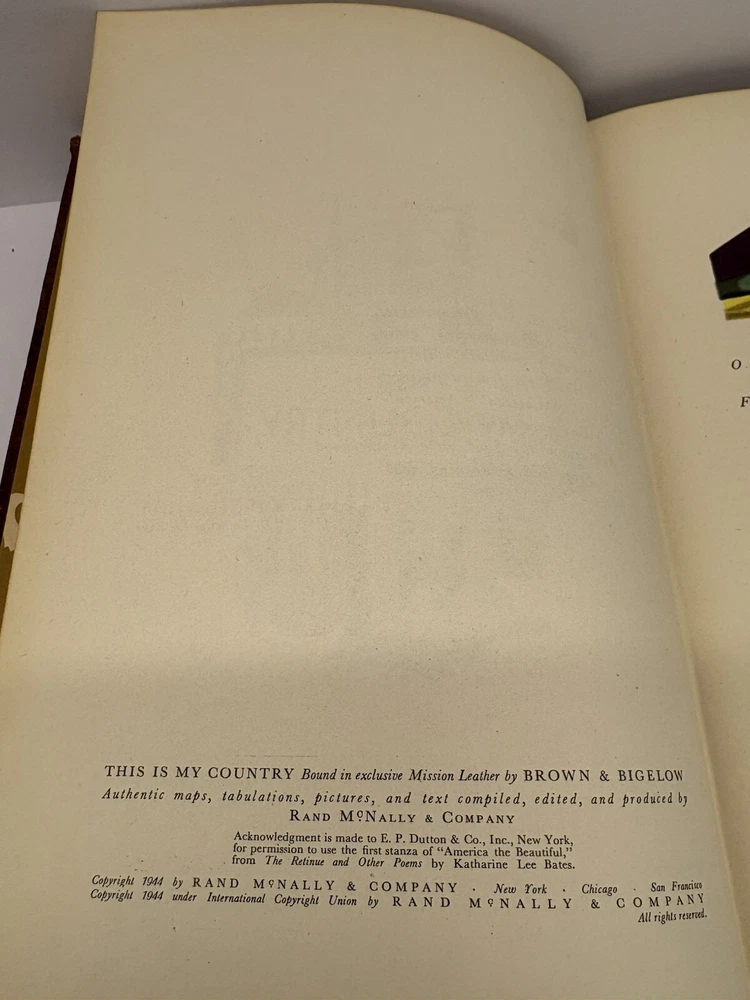 THIS IS MY COUNTRY Bound in exclusive Mission Leather by BROWN & BIGELOW
Authentic maps, tabulations, pictures, and text compiled, edited, and produced by
RAND MCNALLY & COMPANY
Acknowledgment is made to E. P. Dutton & Co., Inc., New York,
for permission to use the first stanza of "America the Beautiful,"
from The Retinue and Other Poems by Katharine Lee Bates.
Copyright 1944 by RAND MCNALLY & COMPANY · New York · Chicago · San Francisco
Copyright 1944 under International Copyright Union by RAND MCNALLY & COMPANY
All rights reserved.
O
F